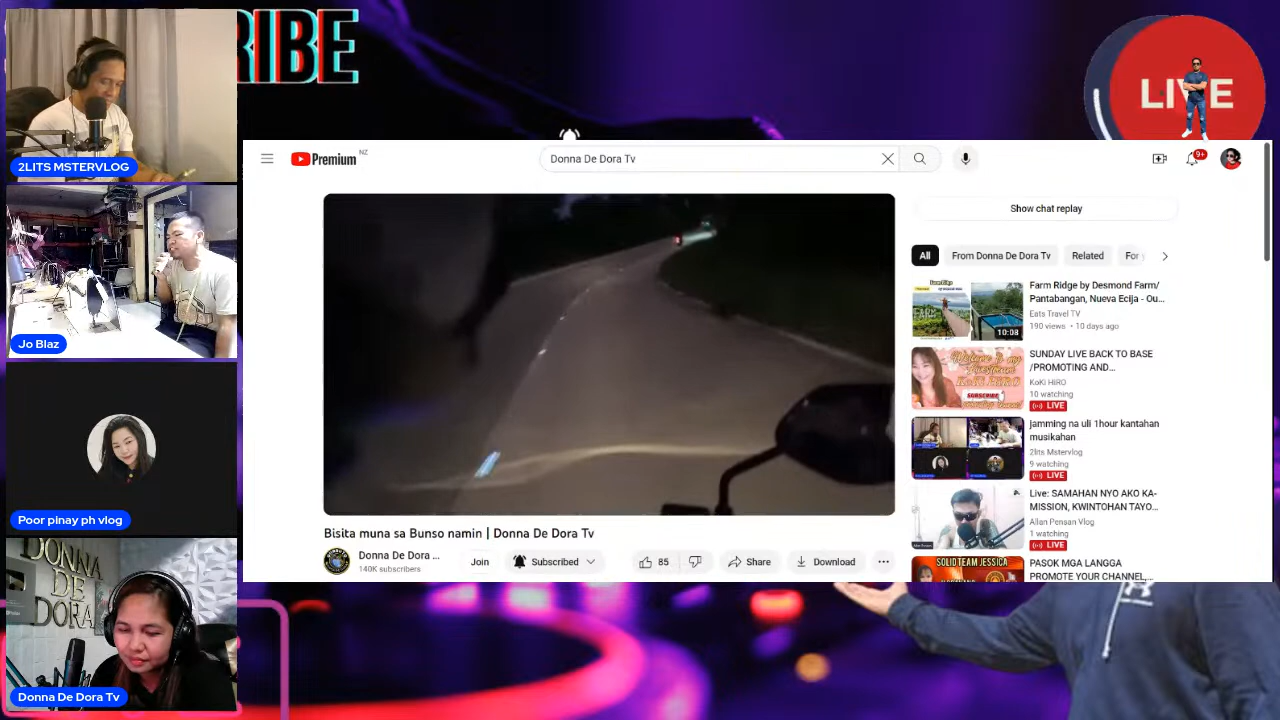 RIBE
LIVE
2LITS MSTERVLOG
Jo Blaz
Poor pinay ph vlog
DONNA
DE
DORA
Donna De Dora Tv
Premium NZ
Donna De Dora Tv
9+
Show chat replay
All
From Donna De Dora Tv
Related
For
Farm Ridge by Desmond Farm/
Pantabangan, Nueva Ecija - Ou...
Eats Travel TV
190 views • 10 days ago
10:08
SUNDAY LIVE BACK TO BASE
/PROMOTING AND...
KoKi HiRO
10 watching
LIVE
jamming na uli 1hour kantahan
musikahan
2lits Mstervlog
9 watching
LIVE
Live: SAMAHAN NYO AKO KA-
MISSION, KWINTOHAN TAYO...
Allan Pensan Vlog
1 watching
LIVE
SOLID TEAM JESSICA
PASOK MGA LANGGA
PROMOTE YOUR CHANNEL,...
Bisita muna sa Bunso namin | Donna De Dora Tv
Donna De Dora ...
140K subscribers
Join
Subscribed
85
Share
Download